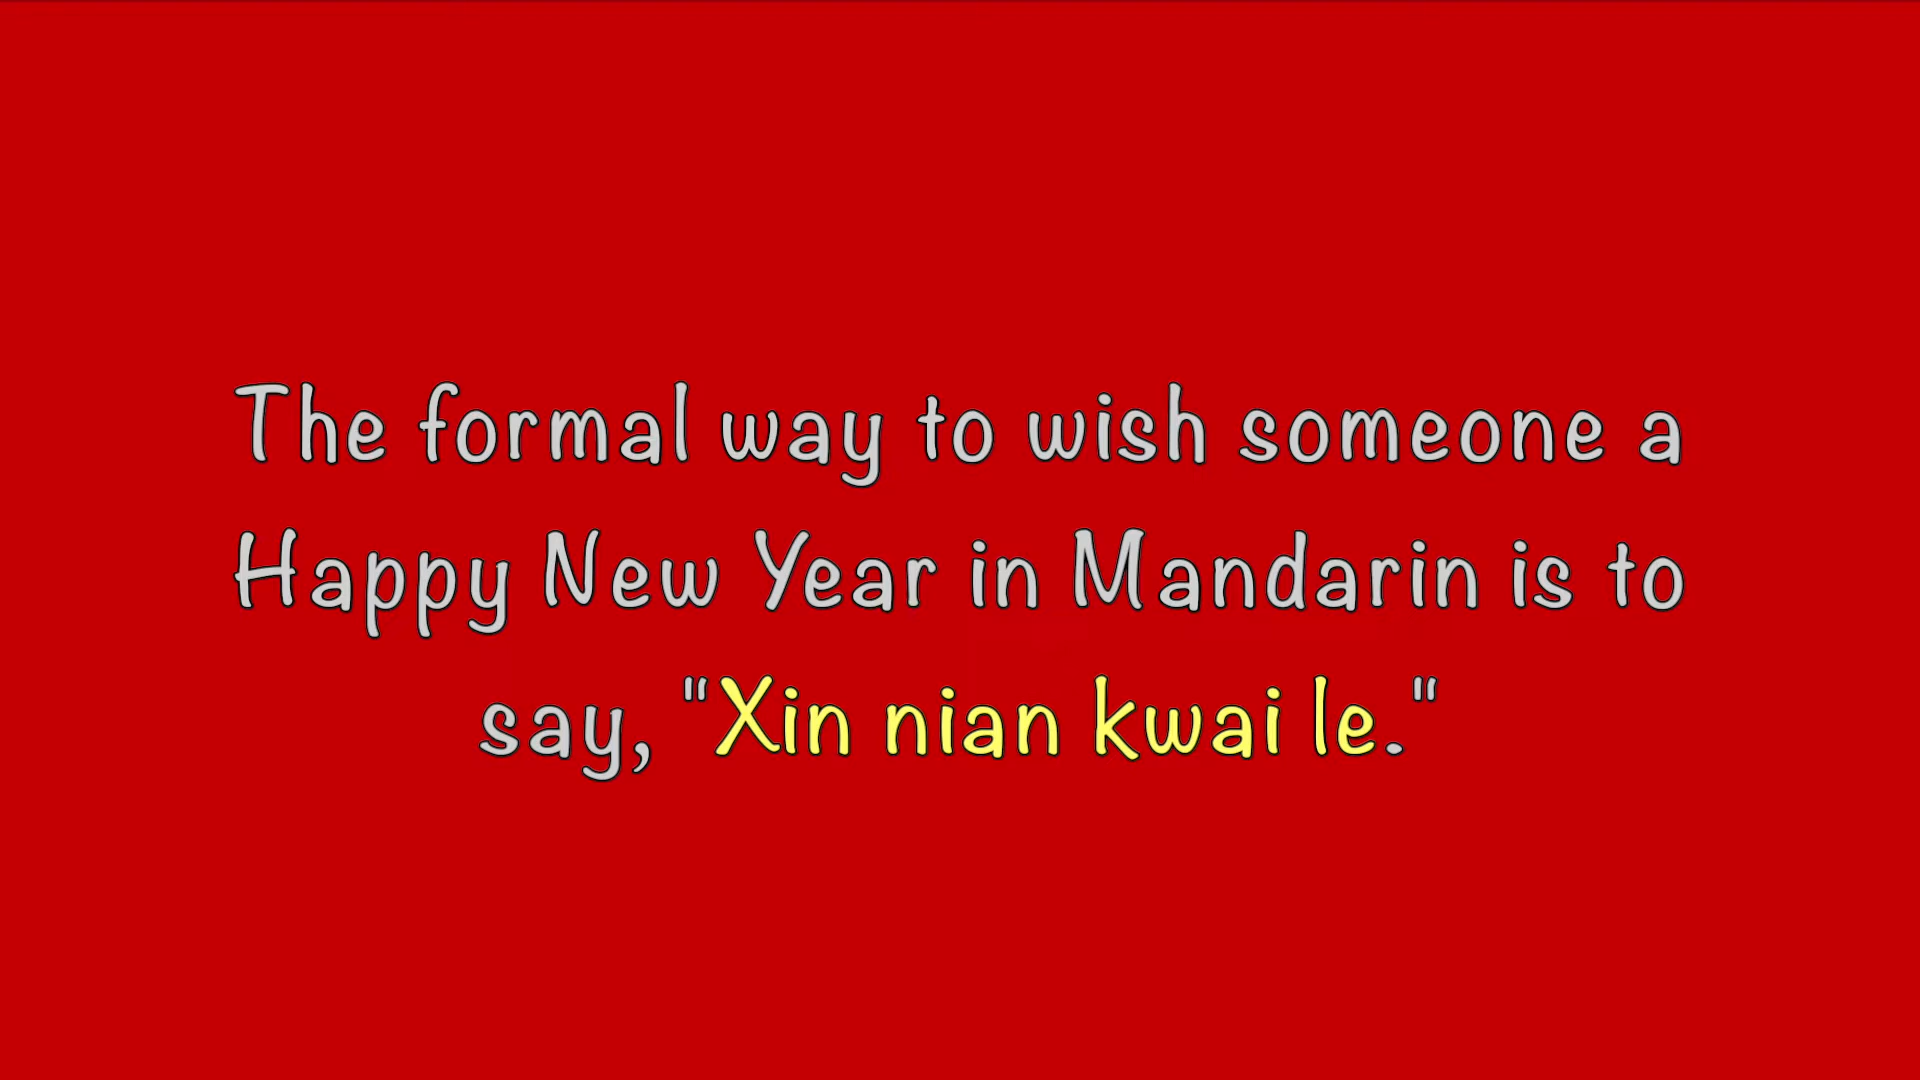 The formal way to wish someone a
Happy New Year in Mandarin is to
say, "Xin nian kwai le."